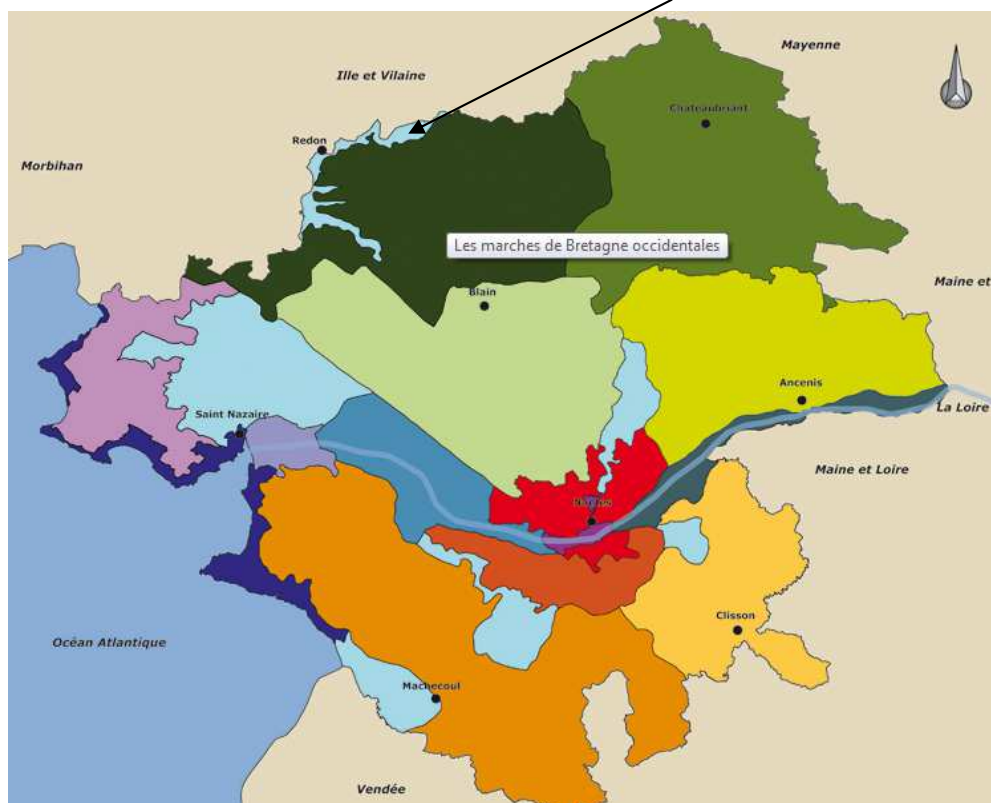 Mayenne
Ille et Vilaine
Chateaubriant
Redon
Morbihan
Les marches de Bretagne occidentales
Maine et
Blain
Ancenis
La Loire
Saint Nazaire
Maine et Loire
Nantes
Clisson
Océan Atlantique
Machecoul
Vendée